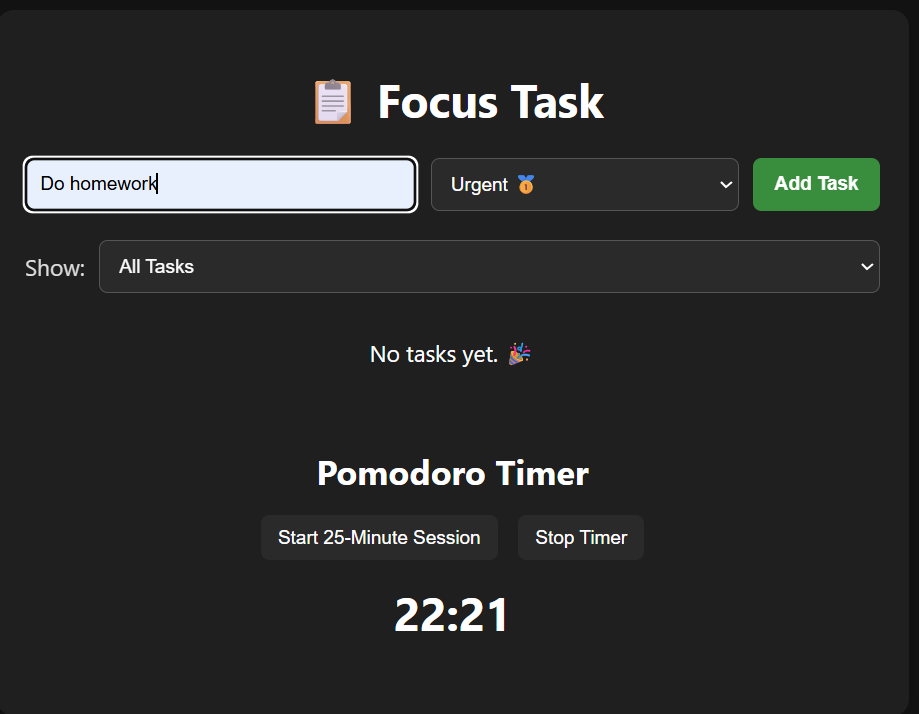 📋 Focus Task
Do homework
Urgent 🥇
Add Task
Show:
All Tasks
No tasks yet. 🎉
Pomodoro Timer
Start 25-Minute Session
Stop Timer
22:21